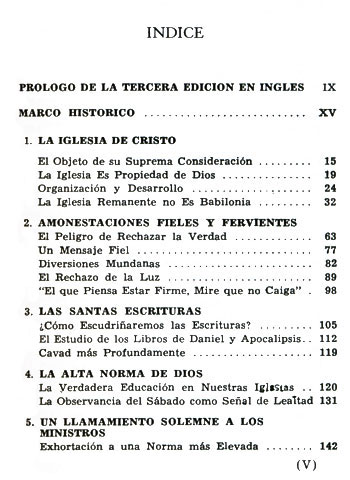 INDICE
PROLOGO DE LA TERCERA EDICION EN INGLES IX
MARCO HISTORICO ........................ XV
1. LA IGLESIA DE CRISTO
El Objeto de su Suprema Consideración ......... 15
La Iglesia Es Propiedad de Dios ............. 19
Organización y Desarrollo ................... 24
La Iglesia Remanente no Es Babilonia ........ 32
2. AMONESTACIONES FIELES Y FERVIENTES
El Peligro de Rechazar la Verdad ............ 63
Un Mensaje Fiel ........................... 77
Diversiones Mundanas ...................... 82
El Rechazo de la Luz ...................... 89
"El que Piensa Estar Firme, Mire que no Caiga" . 98
3. LAS SANTAS ESCRITURAS
¿Cómo Escudriñaremos las Escrituras? ........ 105
El Estudio de los Libros de Daniel y Apocalipsis.. 112
Cavad más Profundamente .................. 119
4. LA ALTA NORMA DE DIOS
La Verdadera Educación en Nuestras Iglesias .. 120
La Observancia del Sábado como Señal de Lealtad 131
5. UN LLAMAMIENTO SOLEMNE A LOS
MINISTROS
Exhortación a una Norma más Elevada ........ 142
(V)